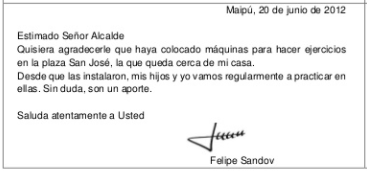 Maipú, 20 de junio de 2012
Estimado Señor Alcalde
Quisiera agradecerle que haya colocado máquinas para hacer ejercicios
en la plaza San José, la que queda cerca de mi casa.
Desde que las instalaron, mis hijos y yo vamos regularmente a practicar en
ellas. Sin duda, son un aporte.
Saluda atentamente a Usted
Felipe Sandov